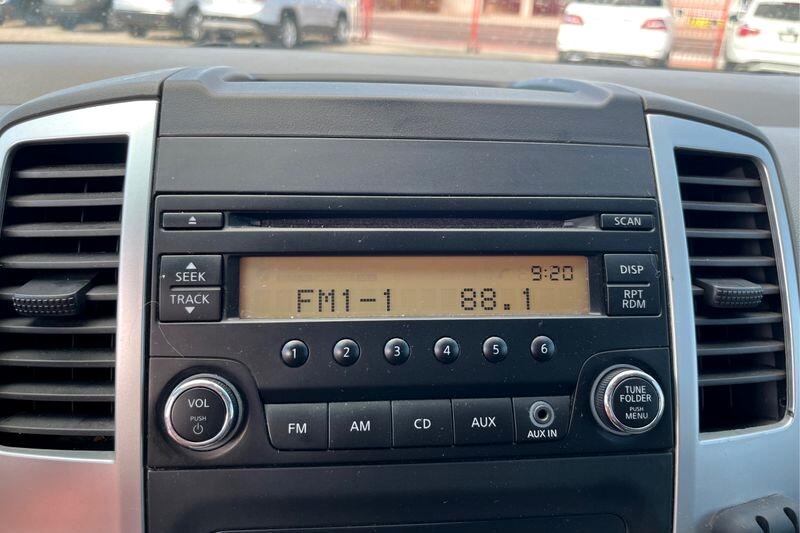 SCAN
SEEK
TRACK
9:20
FM1-1 88.1
DISP
RPT
RDM
1 2 3 4 5 6
VOL
PUSH
FM AM CD AUX AUX IN
TUNE
FOLDER
PUSH
MENU